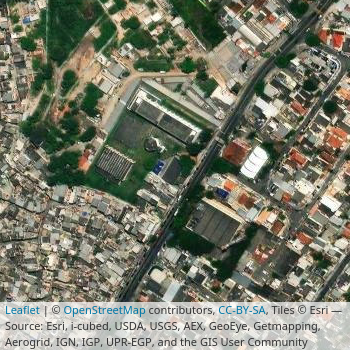 Leaflet | © OpenStreetMap contributors, CC-BY-SA, Tiles © Esri —
Source: Esri, i-cubed, USDA, USGS, AEX, GeoEye, Getmapping,
Aerogrid, IGN, IGP, UPR-EGP, and the GIS User Community